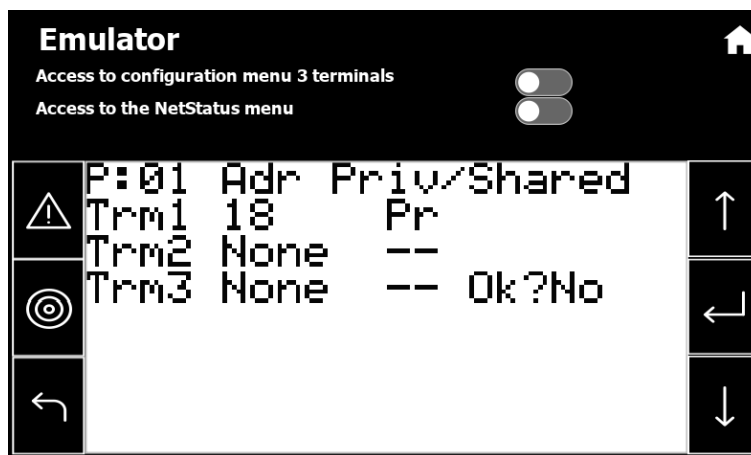 Emulator
Access to configuration menu 3 terminals
Access to the NetStatus menu
P:01 Adr Priv/Shared
Trm1 18 Pr
Trm2 None --
Trm3 None -- Ok?No